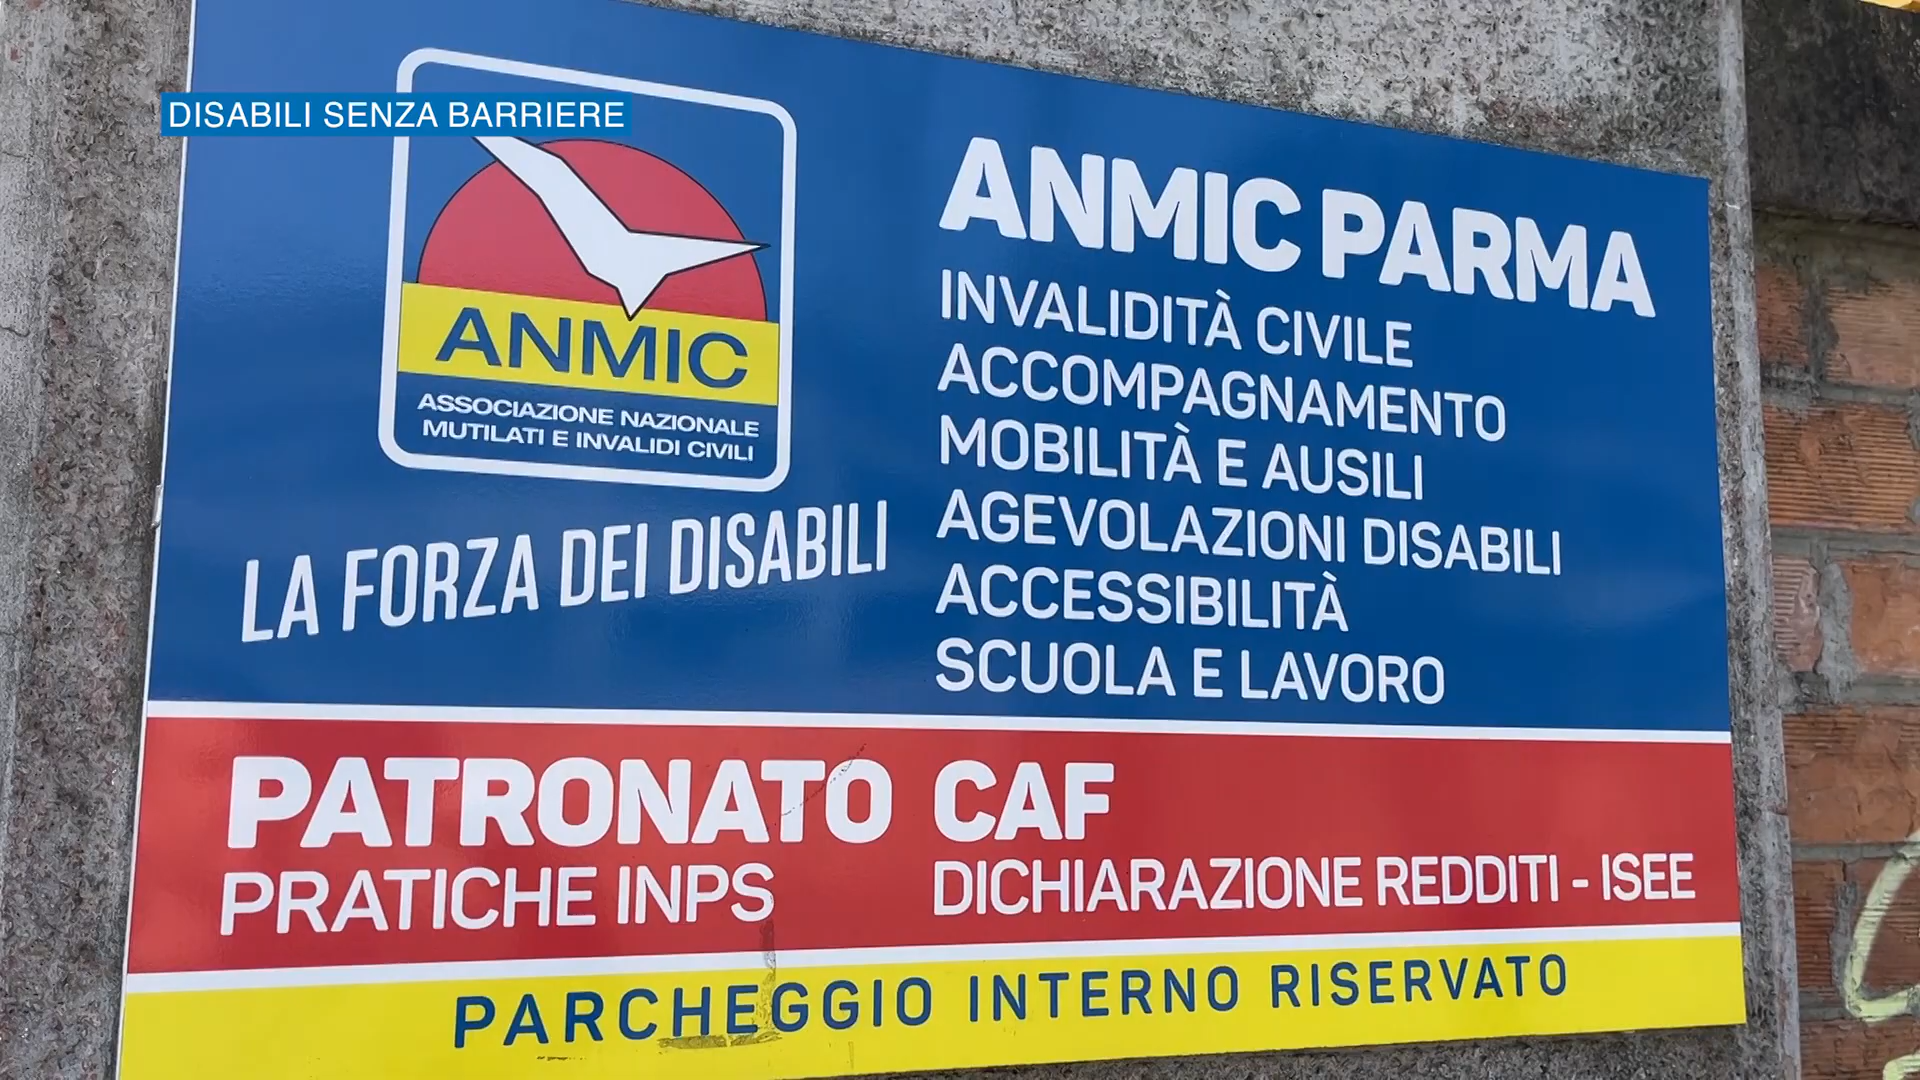 DISABILI SENZA BARRIERE
ANMIC
ASSOCIAZIONE NAZIONALE
MUTILATI E INVALIDI CIVILI
LA FORZA DEI DISABILI
ANMIC PARMA
INVALIDITÀ CIVILE
ACCOMPAGNAMENTO
MOBILITÀ E AUSILI
AGEVOLAZIONI DISABILI
ACCESSIBILITÀ
SCUOLA E LAVORO
PATRONATO
PRATICHE INPS
CAF
DICHIARAZIONE REDDITI - ISEE
PARCHEGGIO INTERNO RISERVATO